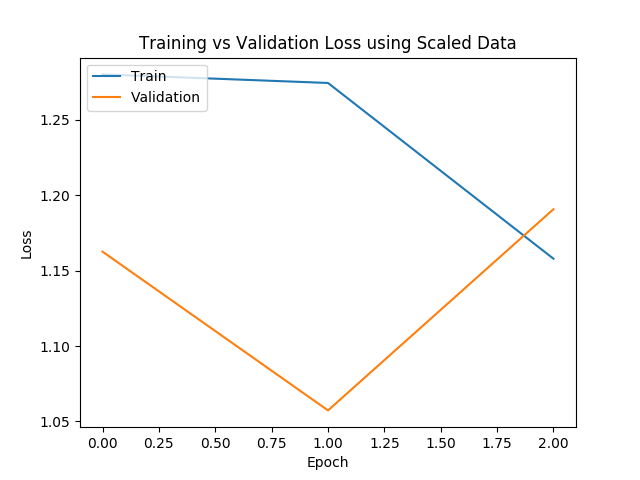 Training vs Validation Loss using Scaled Data
Train
Validation
1.25
1.20
1.15
1.10
1.05
Loss
0.00 0.25 0.50 0.75 1.00 1.25 1.50 1.75 2.00
Epoch